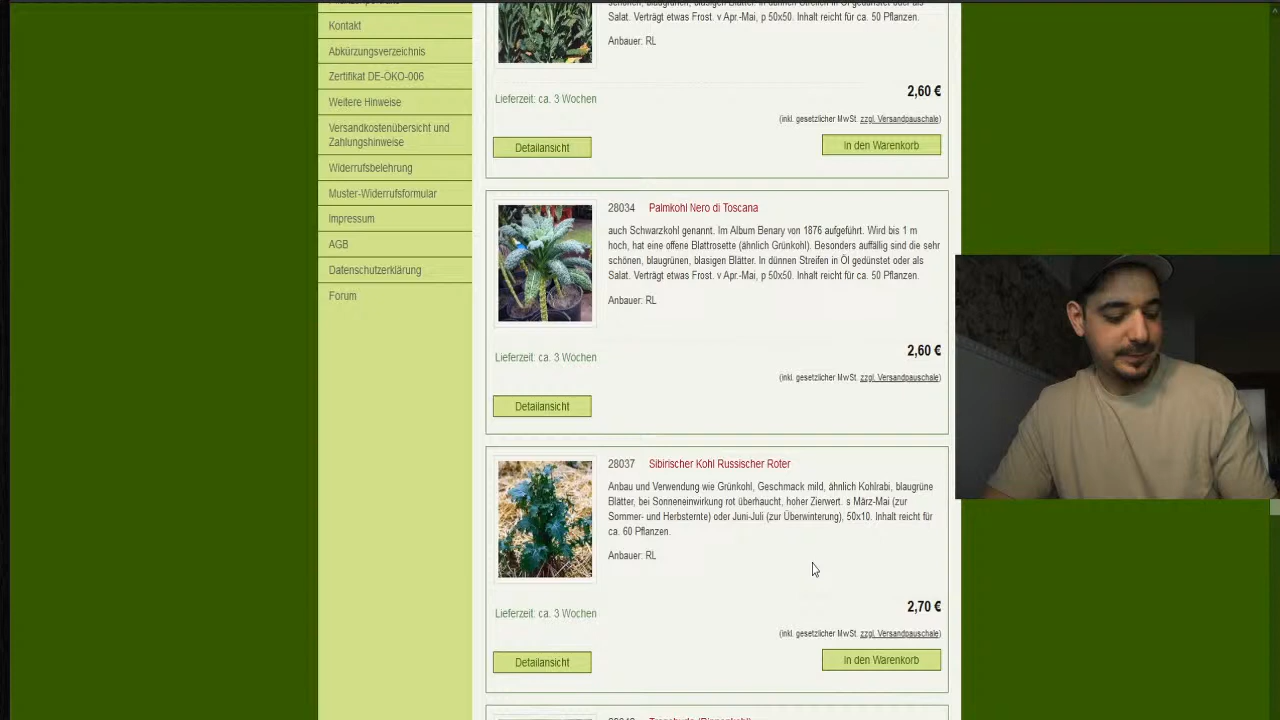 Kontakt
Abkürzungsverzeichnis
Zertifikat DE-ÖKO-006
Weitere Hinweise
Versandkostenübersicht und
Zahlungshinweise
Widerrufsbelehrung
Muster-Widerrufsformular
Impressum
AGB
Datenschutzerklärung
Forum
Salat. Verträgt etwas Frost. v Apr.-Mai, p 50x50. Inhalt reicht für ca. 50 Pflanzen.
Anbauer: RL
2,60 €
Lieferzeit: ca. 3 Wochen
(inkl. gesetzlicher MwSt. zzgl. Versandpauschale)
Detailansicht
In den Warenkorb
28034 Palmkohl Nero di Toscana
auch Schwarzkohl genannt. Im Album Benary von 1876 aufgeführt. Wird bis 1 m
hoch, hat eine offene Blattrosette (ähnlich Grünkohl). Besonders auffällig sind die sehr
schönen, blaugrünen, blasigen Blätter. In dünnen Streifen in Öl gedünstet oder als
Salat. Verträgt etwas Frost. v Apr.-Mai, p 50x50. Inhalt reicht für ca. 50 Pflanzen.
Anbauer: RL
2,60 €
Lieferzeit: ca. 3 Wochen
(inkl. gesetzlicher MwSt. zzgl. Versandpauschale)
Detailansicht
28037 Sibirischer Kohl Russischer Roter
Anbau und Verwendung wie Grünkohl, Geschmack mild, ähnlich Kohlrabi, blaugrüne
Blätter, bei Sonneneinwirkung rot überhaucht, hoher Zierwert. s März-Mai (zur
Sommer- und Herbsternte) oder Juni-Juli (zur Überwinterung), 50x10. Inhalt reicht für
ca. 60 Pflanzen.
Anbauer: RL
2,70 €
Lieferzeit: ca. 3 Wochen
(inkl. gesetzlicher MwSt. zzgl. Versandpauschale)
Detailansicht
In den Warenkorb